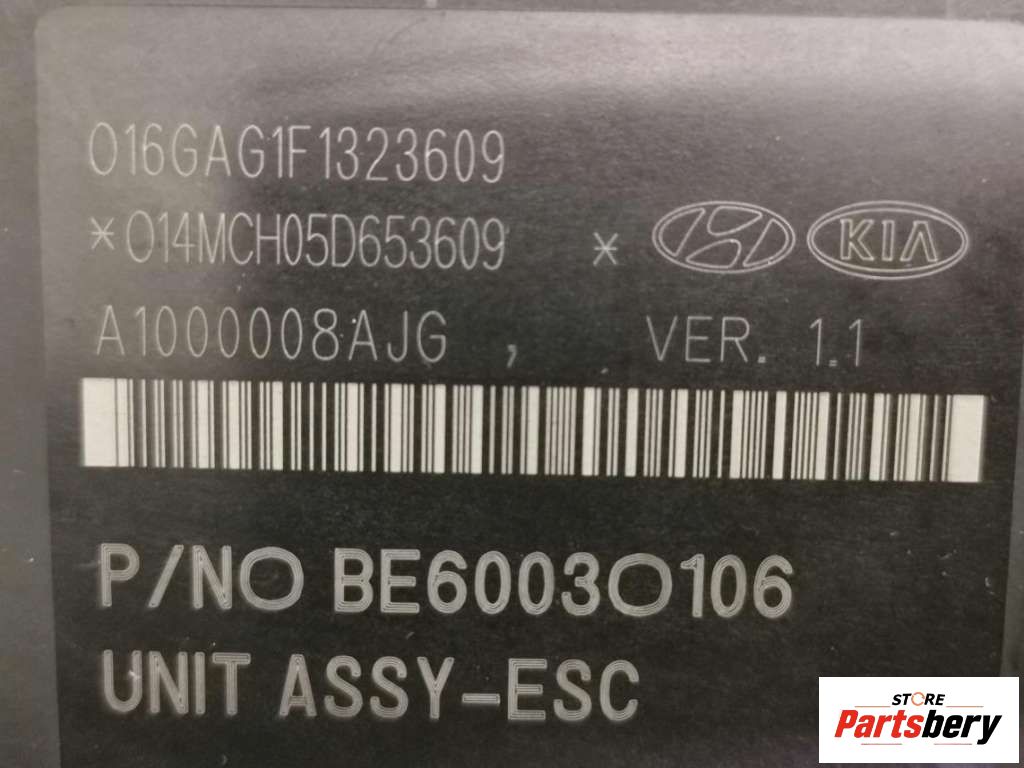 O16GAG1F1323609
*O14MCH05D653609 *
KIA
A1000008AJG , VER. 1.1
P/NO BE6003O106
UNIT ASSY-ESC
STORE
Partsbery